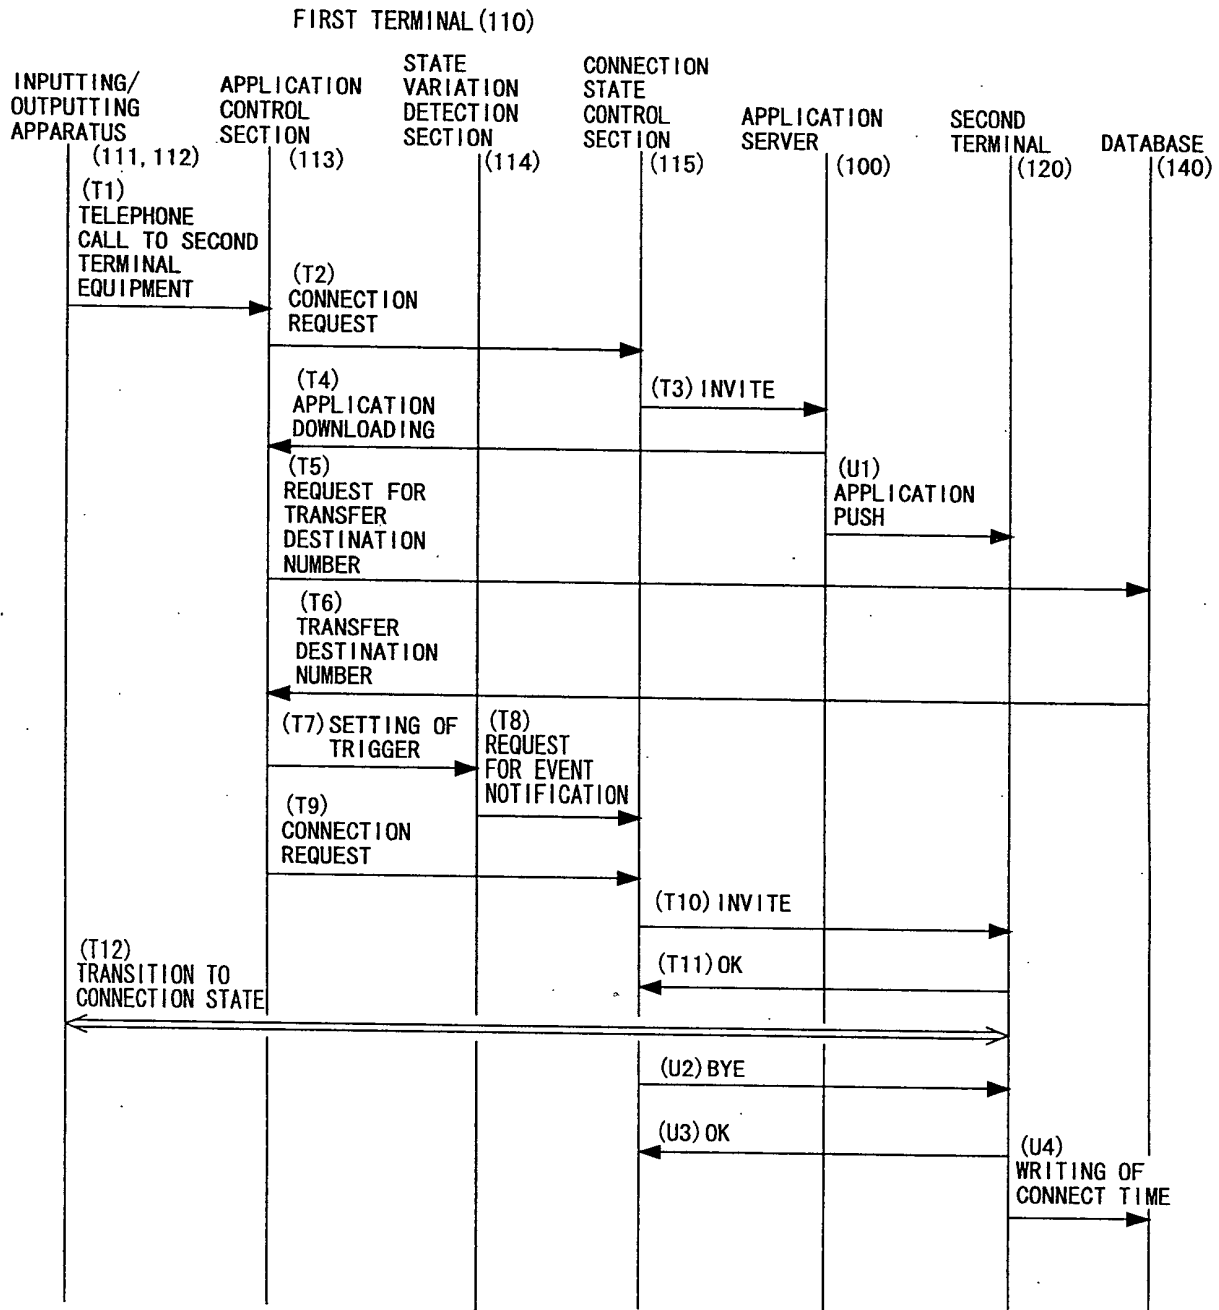 FIRST TERMINAL(110)
INPUTTING/
OUTPUTTING
APPARATUS
(111, 112)
APPLICATION
CONTROL
SECTION
(113)
STATE
VARIATION
DETECTION
SECTION
(114)
CONNECTION
STATE
CONTROL
SECTION
(115)
APPLICATION
SERVER
(100)
SECOND
TERMINAL
(120)
DATABASE
(140)
(T1)
TELEPHONE
CALL TO SECOND
TERMINAL
EQUIPMENT
(T2)
CONNECTION
REQUEST
(T3) INVITE
(T4)
APPLICATION
DOWNLOADING
(U1)
APPLICATION
PUSH
(T5)
REQUEST FOR
TRANSFER
DESTINATION
NUMBER
(T6)
TRANSFER
DESTINATION
NUMBER
(T7) SETTING OF
TRIGGER
(T8)
REQUEST
FOR EVENT
NOTIFICATION
(T9)
CONNECTION
REQUEST
(T10) INVITE
(T11) OK
(T12)
TRANSITION TO
CONNECTION STATE
(U2) BYE
(U3) OK
(U4)
WRITING OF
CONNECT TIME